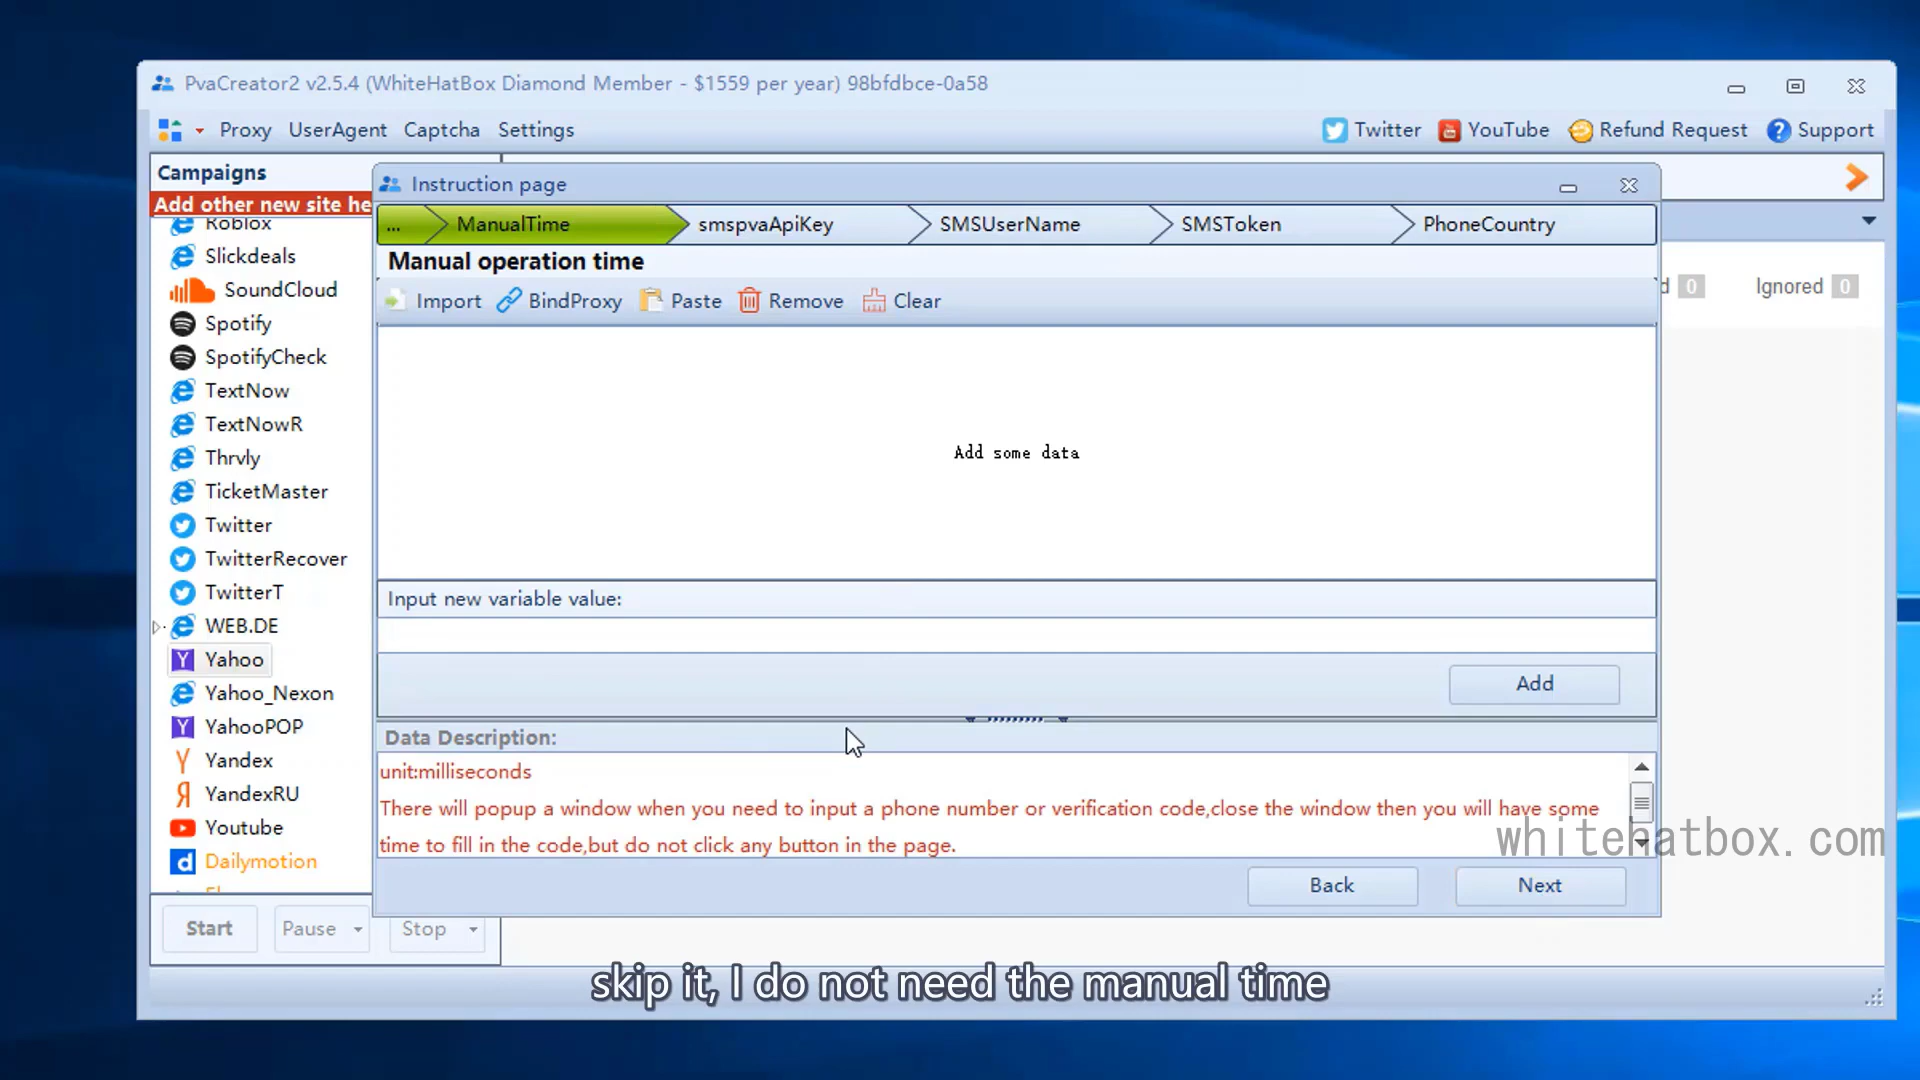 PvaCreator2 v2.5.4 (WhiteHatBox Diamond Member - $1559 per year) 98bfdbce-0a58
Proxy UserAgent Captcha Settings Twitter YouTube Refund Request Support
Campaigns
Add other new site he
Roblox
Slickdeals
SoundCloud
Spotify
SpotifyCheck
TextNow
TextNowR
Thrvly
TicketMaster
Twitter
TwitterRecover
TwitterT
WEB.DE
Yahoo
Yahoo_Nexon
YahooPOP
Yandex
YandexRU
Youtube
Dailymotion
Start Pause Stop
Instruction page
... ManualTime smspvaApiKey SMSUserName SMSToken PhoneCountry
Manual operation time
Import BindProxy Paste Remove Clear
d 0 Ignored 0
Add some data
Input new variable value:
Add
Data Description:
unit:milliseconds
There will popup a window when you need to input a phone number or verification code,close the window then you will have some
time to fill in the code,but do not click any button in the page.
whitehatbox.com
Back Next
skip it, I do not need the manual time